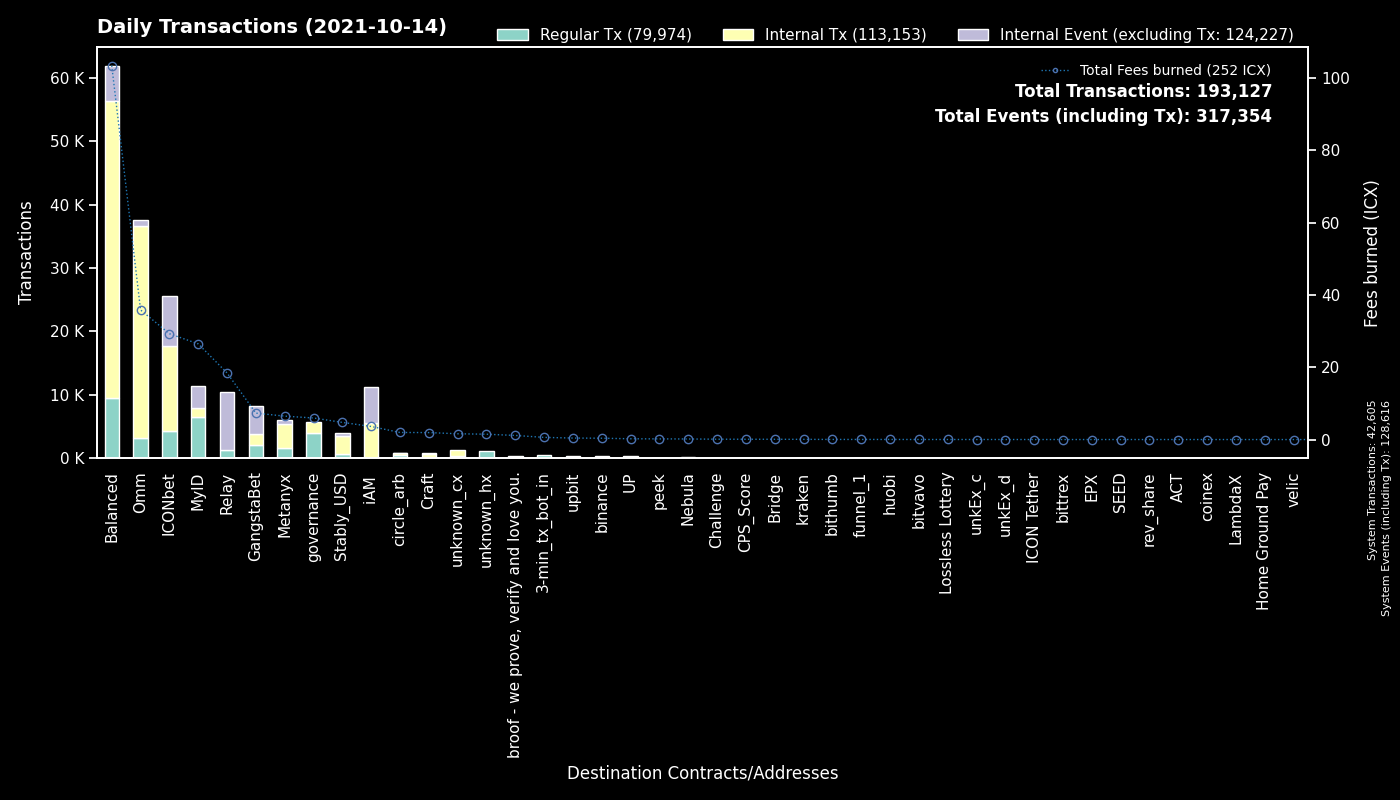 Daily Transactions (2021-10-14)
Regular Tx (79,974)
Internal Tx (113,153)
Internal Event (excluding Tx: 124,227)
Total Fees burned (252 ICX)
Total Transactions: 193,127
Total Events (including Tx): 317,354
Transactions
60 K
50 K
40 K
30 K
20 K
10 K
0 K
100
80
60
40
20
0
Fees burned (ICX)
System Transactions: 42,605
System Events (including Tx): 128,616
Balanced
Omm
ICONbet
MyID
Relay
GangstaBet
Metanyx
governance
Stably_USD
iAM
circle_arb
Craft
unknown_cx
unknown_hx
broof - we prove, verify and love you.
3-min_tx_bot_in
upbit
binance
UP
peek
Nebula
Challenge
CPS_Score
Bridge
kraken
bithumb
funnel_1
huobi
bitvavo
Lossless Lottery
unkEx_c
unkEx_d
ICON Tether
bittrex
EPX
SEED
rev_share
ACT
coinex
LambdaX
Home Ground Pay
velic
Destination Contracts/Addresses